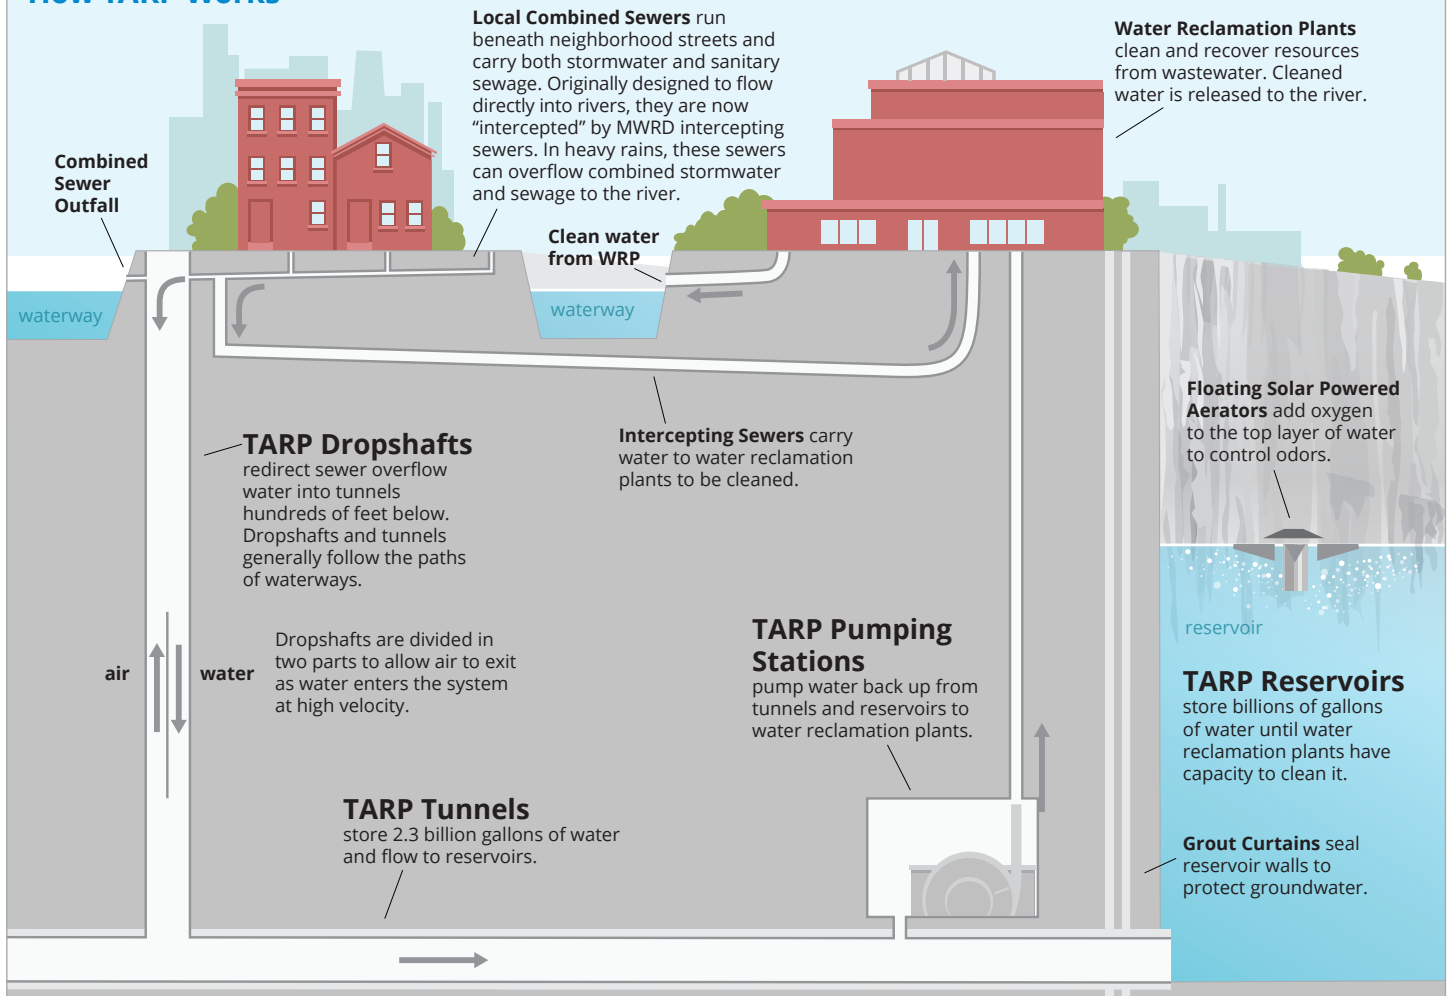 How TARP Works
Local Combined Sewers run
beneath neighborhood streets and
carry both stormwater and sanitary
sewage. Originally designed to flow
directly into rivers, they are now
“intercepted” by MWRD intercepting
sewers. In heavy rains, these sewers
can overflow combined stormwater
and sewage to the river.
Water Reclamation Plants
clean and recover resources
from wastewater. Cleaned
water is released to the river.
Combined
Sewer
Outfall
Clean water
from WRP
waterway
waterway
Floating Solar Powered
Aerators add oxygen
to the top layer of water
to control odors.
Intercepting Sewers carry
water to water reclamation
plants to be cleaned.
TARP Dropshafts
redirect sewer overflow
water into tunnels
hundreds of feet below.
Dropshafts and tunnels
generally follow the paths
of waterways.
air
water
Dropshafts are divided in
two parts to allow air to exit
as water enters the system
at high velocity.
TARP Pumping
Stations
pump water back up from
tunnels and reservoirs to
water reclamation plants.
reservoir
TARP Reservoirs
store billions of gallons
of water until water
reclamation plants have
capacity to clean it.
TARP Tunnels
store 2.3 billion gallons of water
and flow to reservoirs.
Grout Curtains seal
reservoir walls to
protect groundwater.